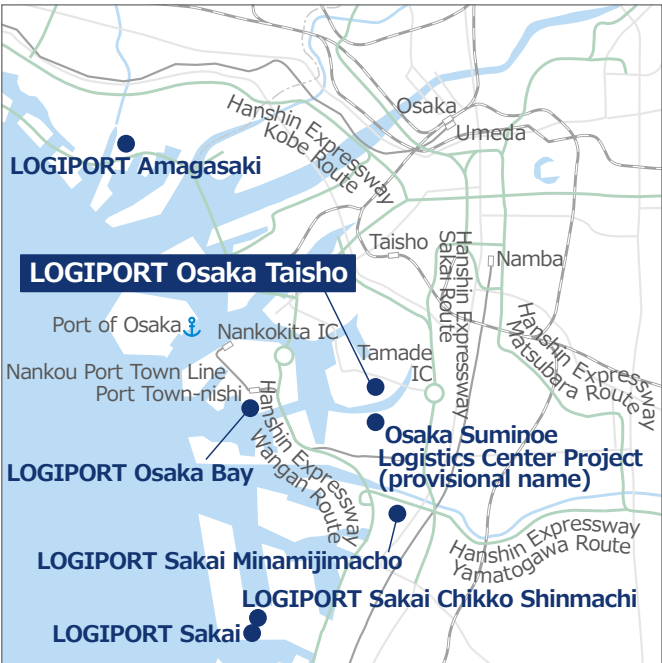 Osaka
Umeda
Hanshin Expressway
Kobe Route
LOGIPORT Amagasaki
Taisho
Hanshin Expressway
Sakai Route
Namba
LOGIPORT Osaka Taisho
Port of Osaka
Nankokita IC
Tamade
IC
Hanshin Expressway
Matsubara Route
Nankou Port Town Line
Port Town-nishi
Hanshin Expressway
Wangan Route
Osaka Suminoe
Logistics Center Project
(provisional name)
LOGIPORT Osaka Bay
Hanshin Expressway
Yamatogawa Route
LOGIPORT Sakai Minamijimacho
LOGIPORT Sakai Chikko Shinmachi
LOGIPORT Sakai